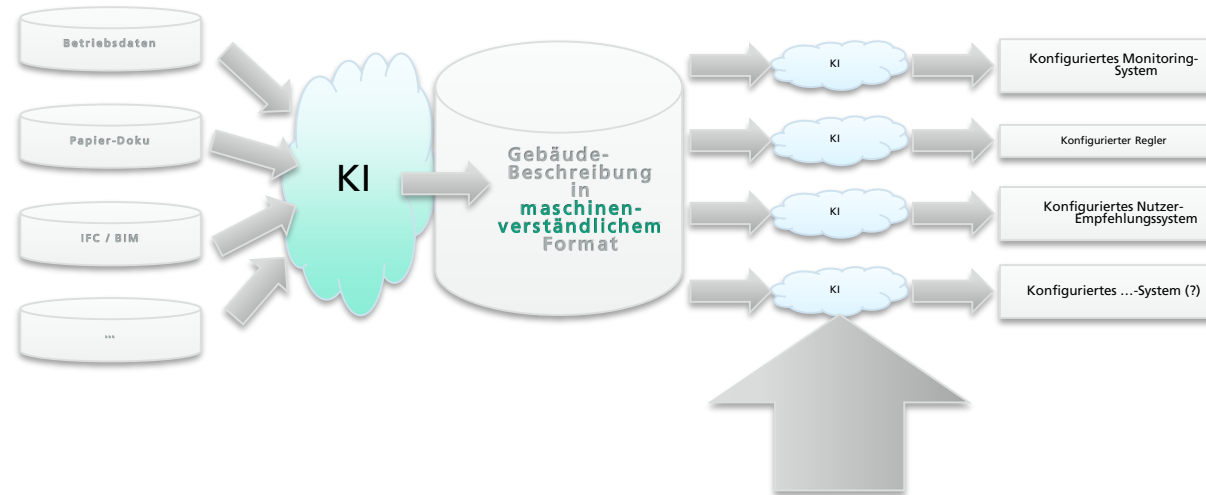 Betriebsdaten
Papier-Doku
IFC / BIM
...
KI
Gebäude-
Beschreibung
in
maschinen-
verständlichem
Format
KI
Konfiguriertes Monitoring-
System
KI
Konfigurierter Regler
KI
Konfiguriertes Nutzer-
Empfehlungssystem
KI
Konfiguriertes ...-System (?)